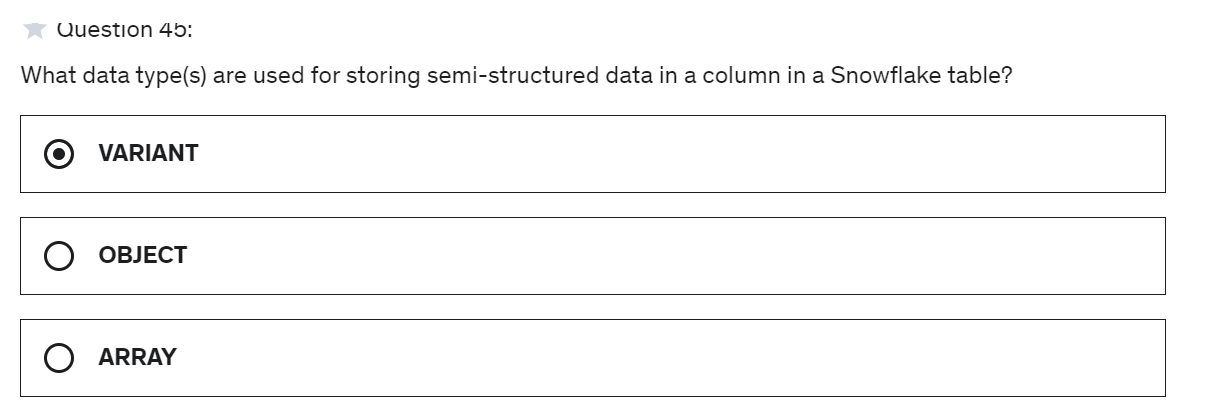 Question 45:
What data type(s) are used for storing semi-structured data in a column in a Snowflake table?
VARIANT
OBJECT
ARRAY